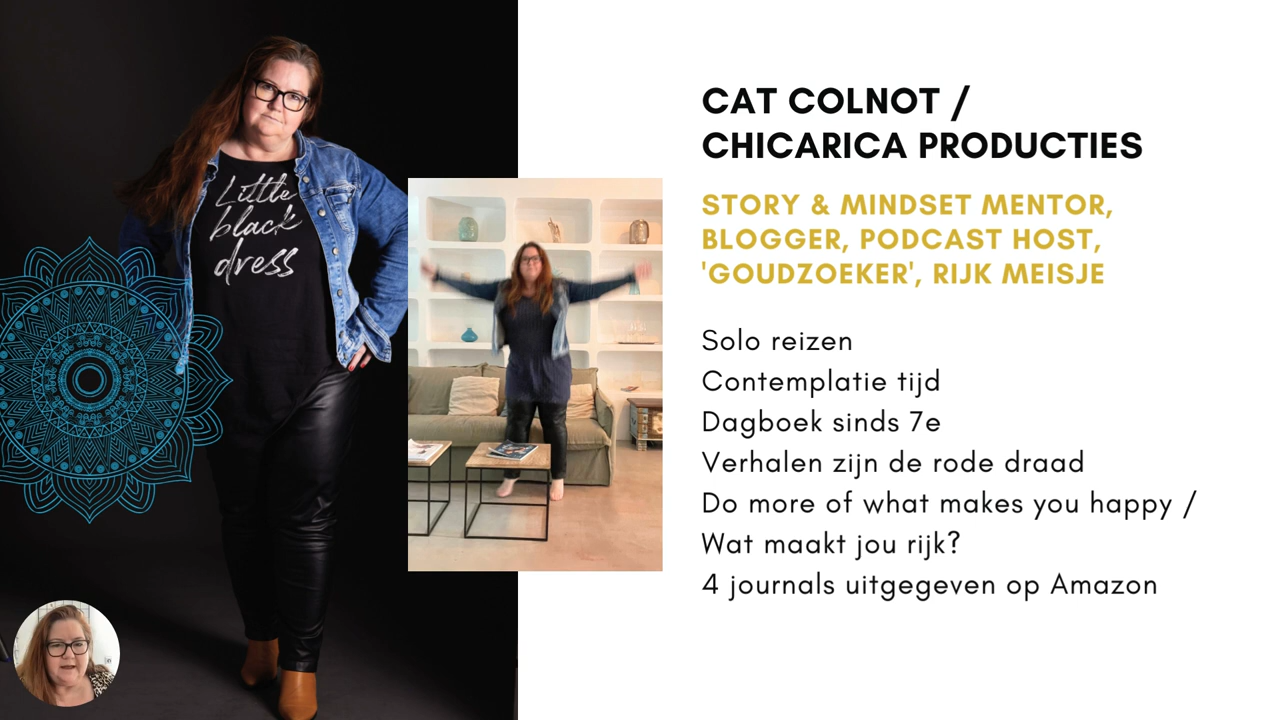 Little
black
dress
CAT COLNOT /
CHICARICA PRODUCTIES
STORY & MINDSET MENTOR,
BLOGGER, PODCAST HOST,
'GOUDZOEKER', RIJK MEISJE
Solo reizen
Contemplatie tijd
Dagboek sinds 7e
Verhalen zijn de rode draad
Do more of what makes you happy /
Wat maakt jou rijk?
4 journals uitgegeven op Amazon